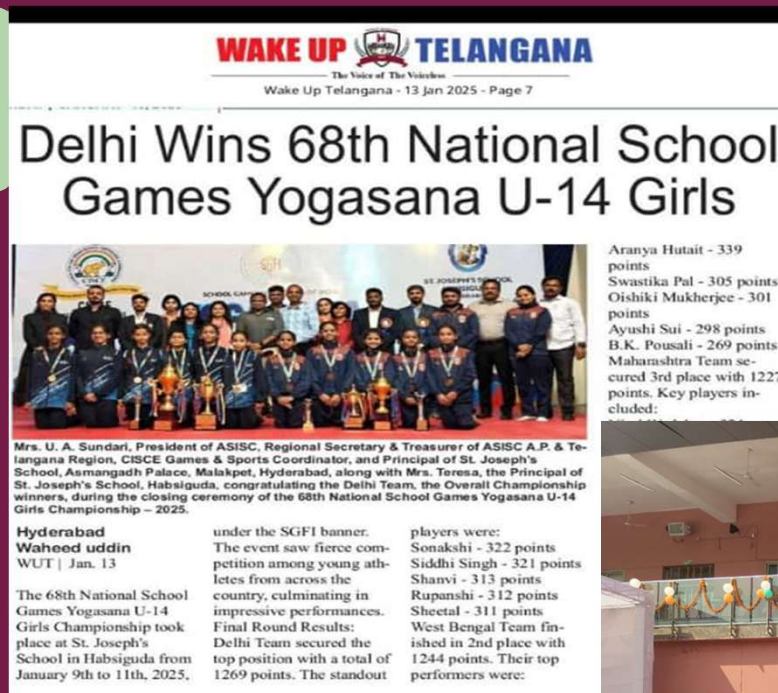 WAKE UP TELANGANA
The Voice of The Voiceless
Wake Up Telangana - 13 Jan 2025 - Page 7
Delhi Wins 68th National School
Games Yogasana U-14 Girls
ST. JOSEPH'S SCHOOL
Mrs. U. A. Sundari, President of ASISC, Regional Secretary & Treasurer of ASISC A.P. & Te-
langana Region, CISCE Games & Sports Coordinator, and Principal of St. Joseph's
School, Asmangadh Palace, Malakpet, Hyderabad, along with Mrs. Teresa, the Principal of
St. Joseph's School, Habsiguda, congratulating the Delhi Team, the Overall Championship
winners, during the closing ceremony of the 68th National School Games Yogasana U-14
Girls Championship – 2025.
Hyderabad
Waheed uddin
WUT | Jan. 13
The 68th National School
Games Yogasana U-14
Girls Championship took
place at St. Joseph's
School in Habsiguda from
January 9th to 11th, 2025,
under the SGFI banner.
The event saw fierce com-
petition among young ath-
letes from across the
country, culminating in
impressive performances.
Final Round Results:
Delhi Team secured the
top position with a total of
1269 points. The standout
players were:
Sonakshi - 322 points
Siddhi Singh - 321 points
Shanvi - 313 points
Rupanshi - 312 points
Sheetal - 311 points
West Bengal Team fin-
ished in 2nd place with
1244 points. Their top
performers were:
Aranya Hutait - 339
points
Swastika Pal - 305 points
Oishiki Mukherjee - 301
points
Ayushi Sui - 298 points
B.K. Pousali - 269 points
Maharashtra Team se-
cured 3rd place with 1227
points. Key players in-
cluded: